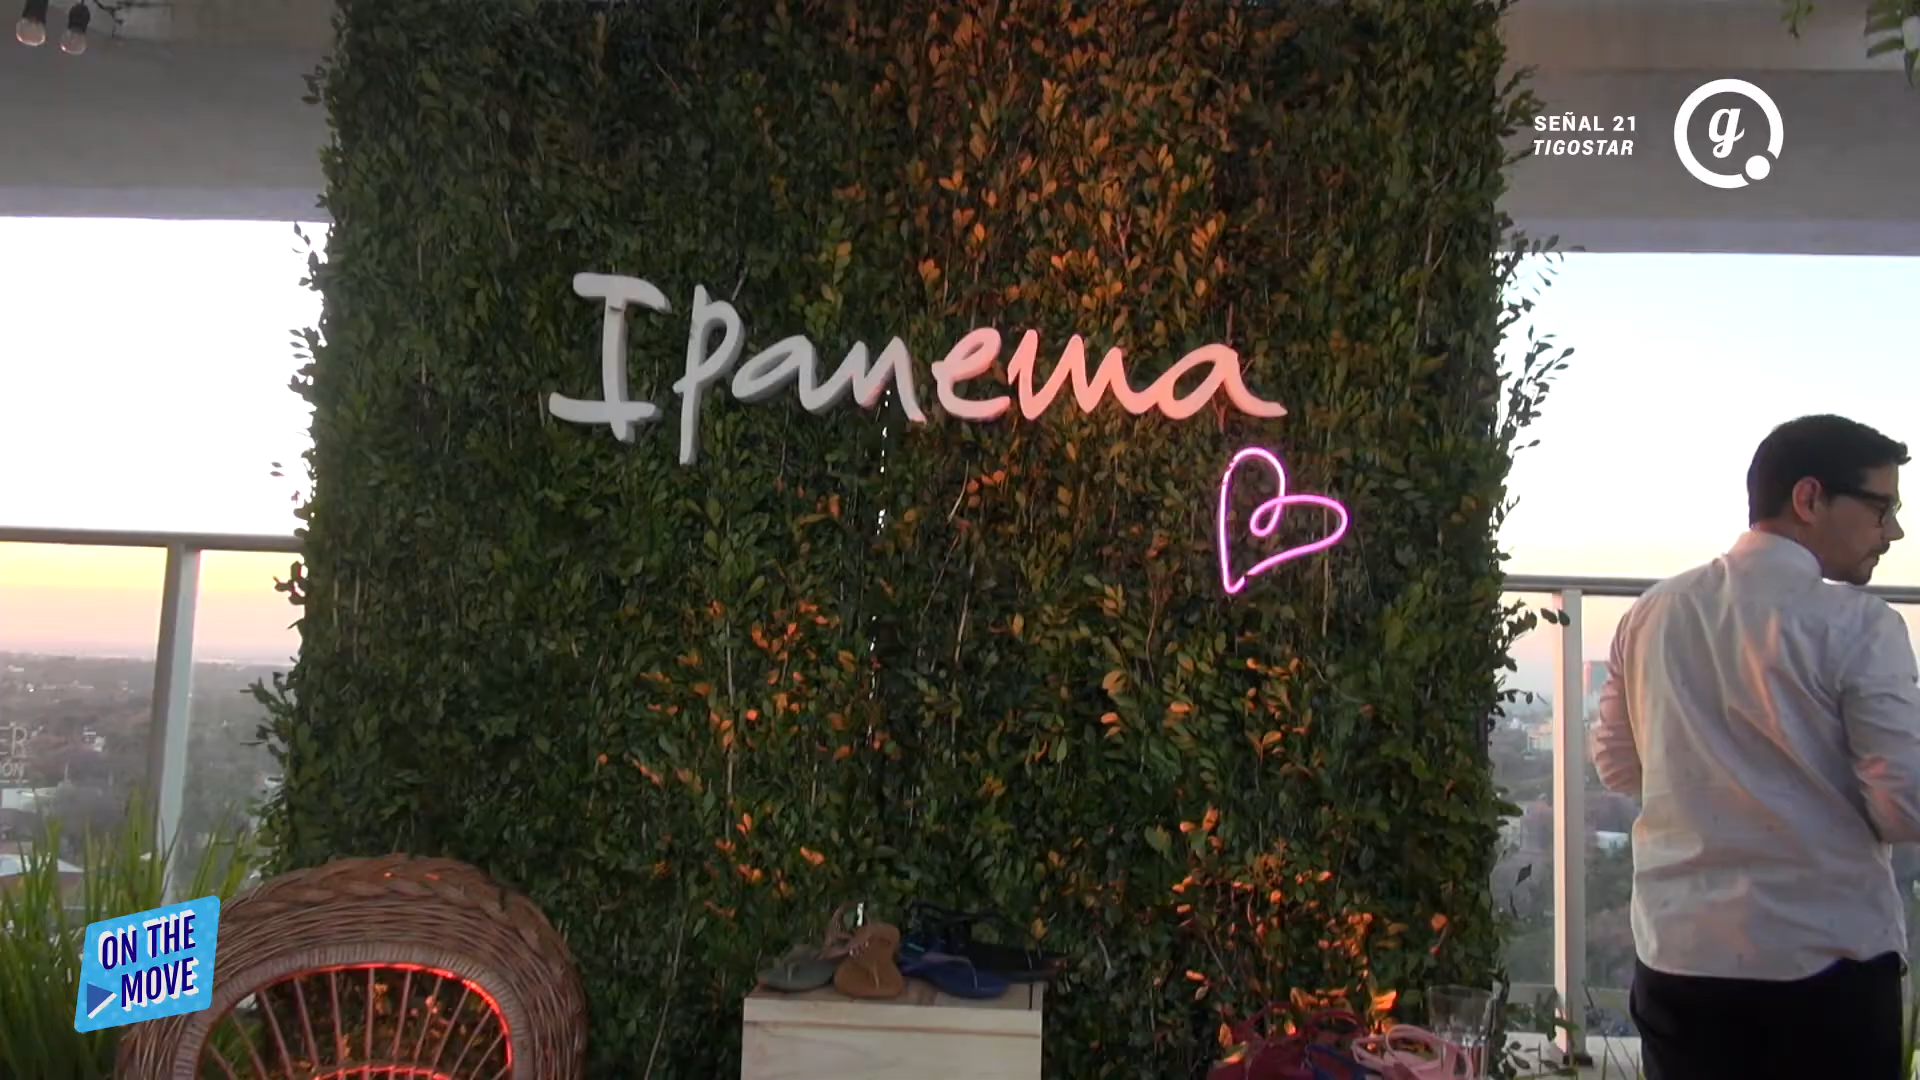 SEÑAL 21
TIGOSTAR
g
Ipanema
ON THE
MOVE